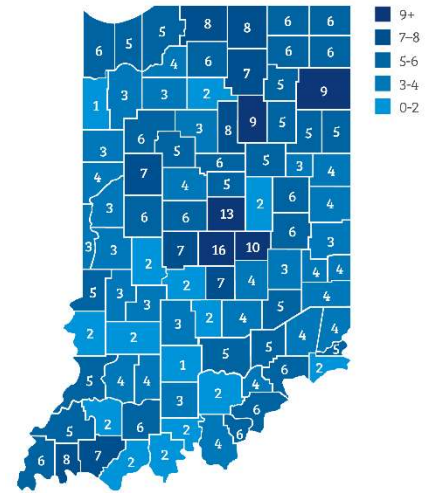 8 8 6 6 9+
5 5 7–8
6 6 6 6 5-6
4 7 3-4
5 9 0-2
3 3 2
1
9
8 5
3
6 5 5
5
3
6 5 3 4
7
4 4 5
2 6 4
3 6 6 13
6
3 3 7 16 10 3
2
3 4 4
5 2 7 4
3 4
3 5
3 2 4
2 2 4 4
5 5 5
1 6 2
5 4 4 4
2
3 6
5 2 6 2 6
4
6 8 7 2 2